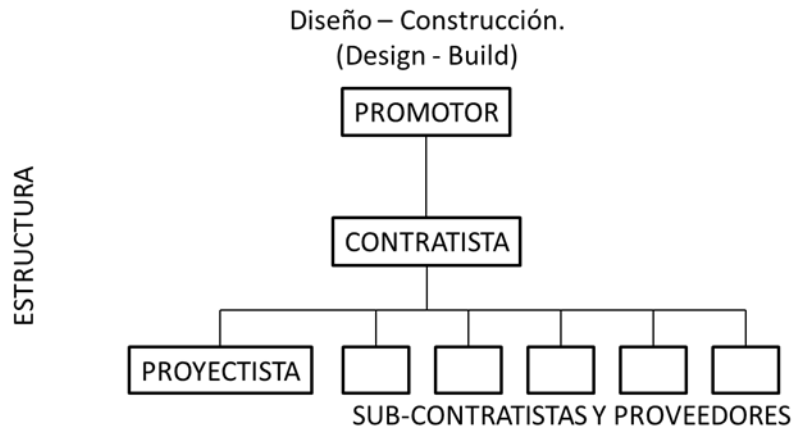 Diseño – Construcción.
(Design - Build)
PROMOTOR
ESTRUCTURA
CONTRATISTA
PROYECTISTA
SUB-CONTRATISTAS Y PROVEEDORES